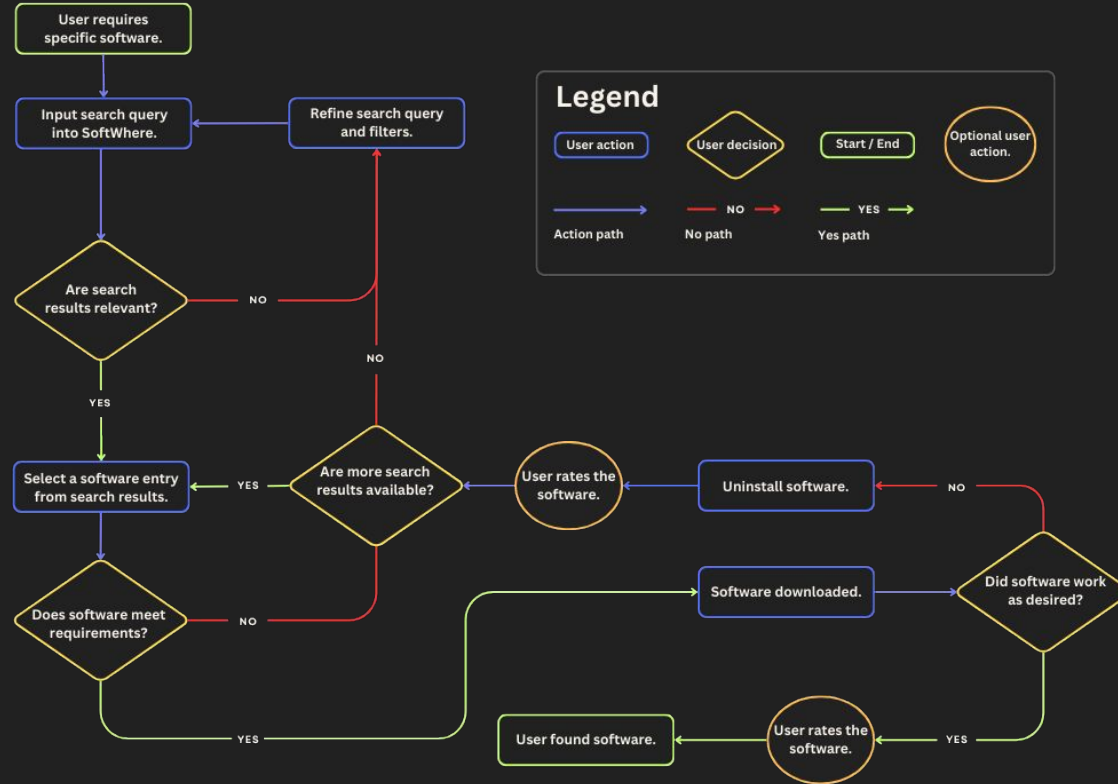 User requires
specific software.
Input search query
into SoftWhere.
Refine search query
and filters.
Legend
User action
User decision
Start / End
Optional user
action.
NO
YES
Action path
No path
Yes path
Are search
results relevant?
NO
NO
YES
Select a software entry
from search results.
YES
Are more search
results available?
User rates the
software.
Uninstall software.
NO
Does software meet
requirements?
NO
Software downloaded.
Did software work
as desired?
YES
User found software.
User rates the
software.
YES